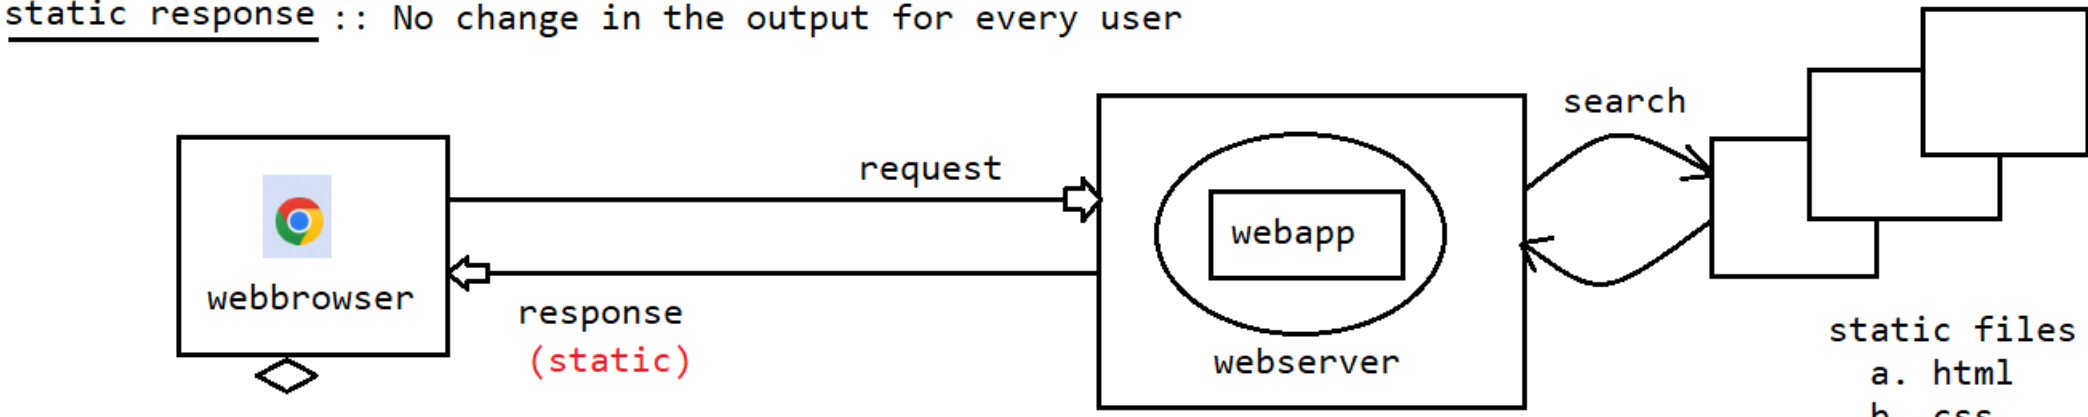 static response :: No change in the output for every user
search
request
webapp
webbrowser
response
(static)
webserver
static files
a. html
b. css